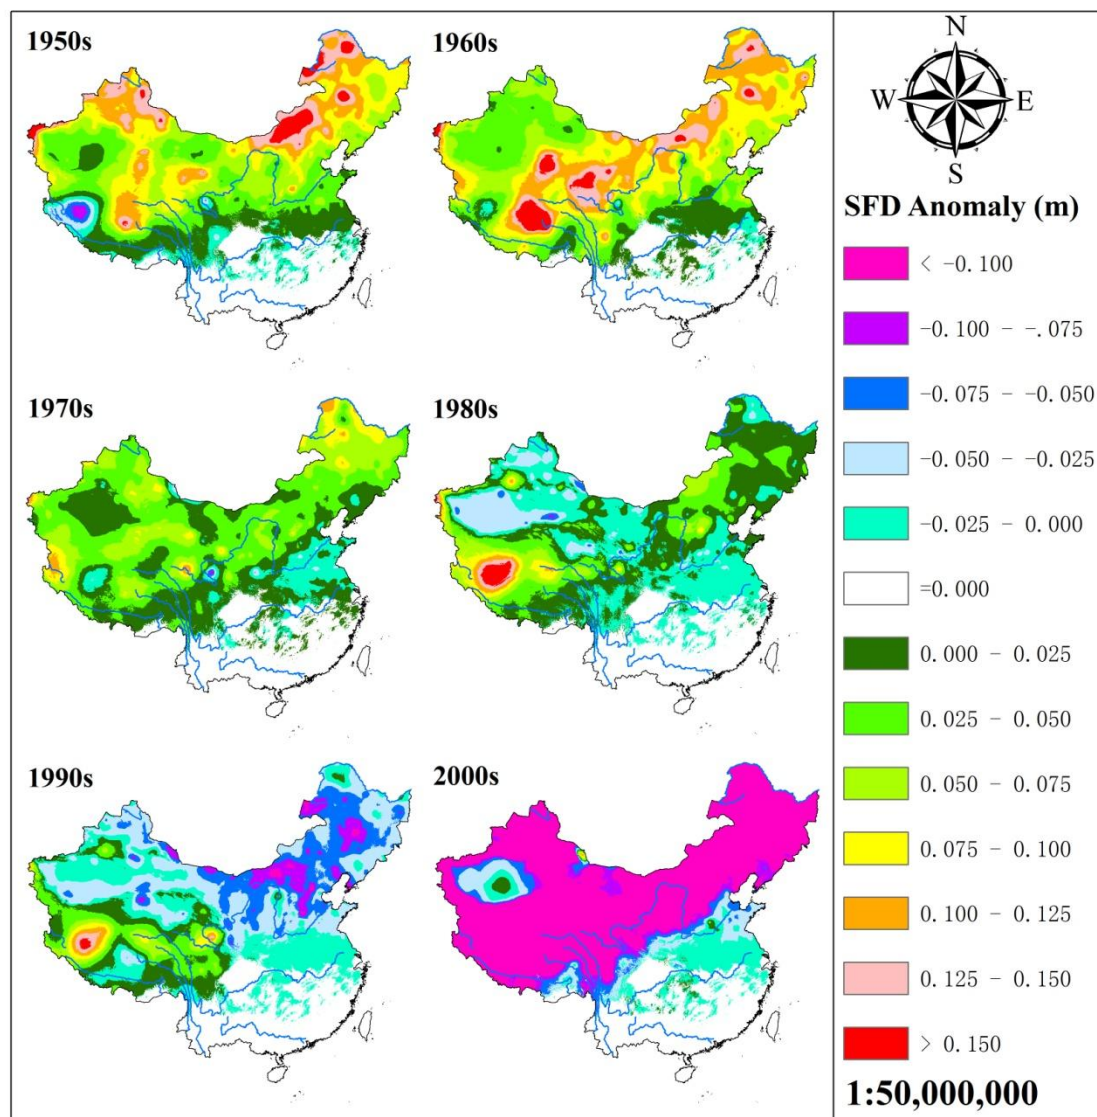 1950s
1960s
1970s
1980s
1990s
2000s
N
W E
S
SFD Anomaly (m)
< -0.100
-0.100 - -.075
-0.075 - -0.050
-0.050 - -0.025
-0.025 - 0.000
=0.000
0.000 - 0.025
0.025 - 0.050
0.050 - 0.075
0.075 - 0.100
0.100 - 0.125
0.125 - 0.150
> 0.150
1:50,000,000